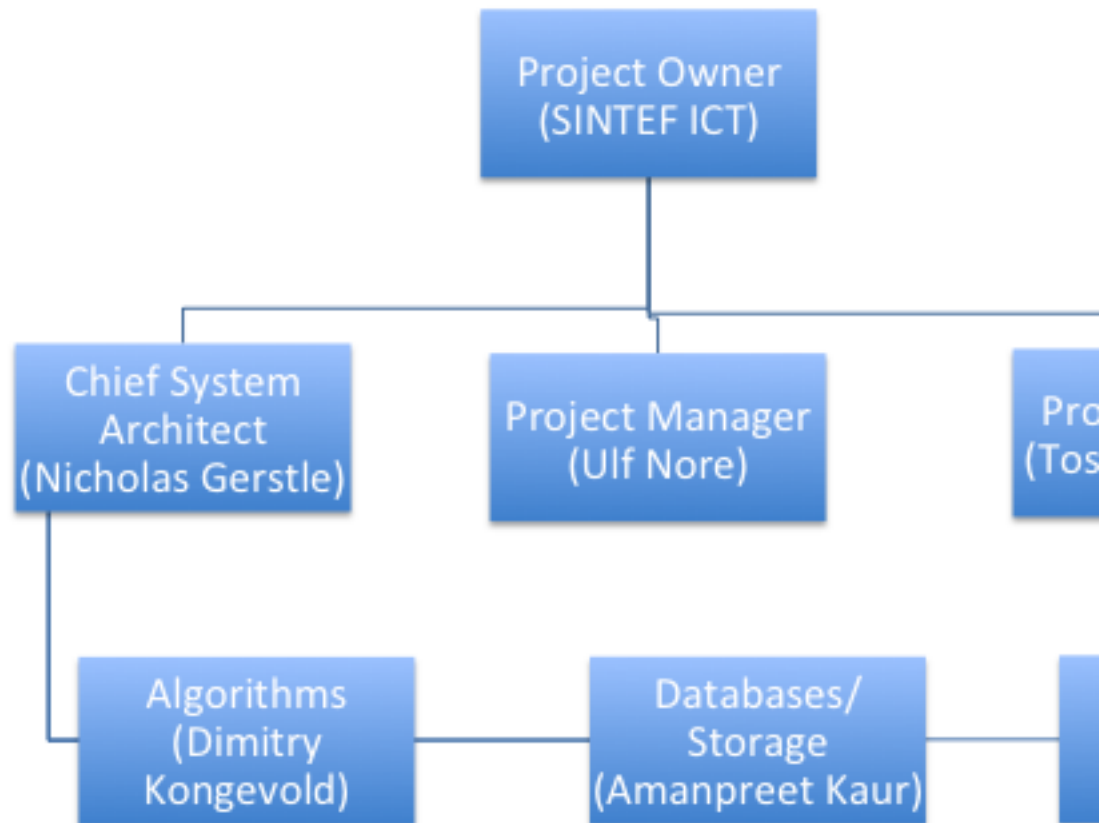 Project Owner
(SINTEF ICT)
Chief System
Architect
(Nicholas Gerstle)
Project Manager
(Ulf Nore)
Algorithms
(Dimitry
Kongevold)
Databases/
Storage
(Amanpreet Kaur)